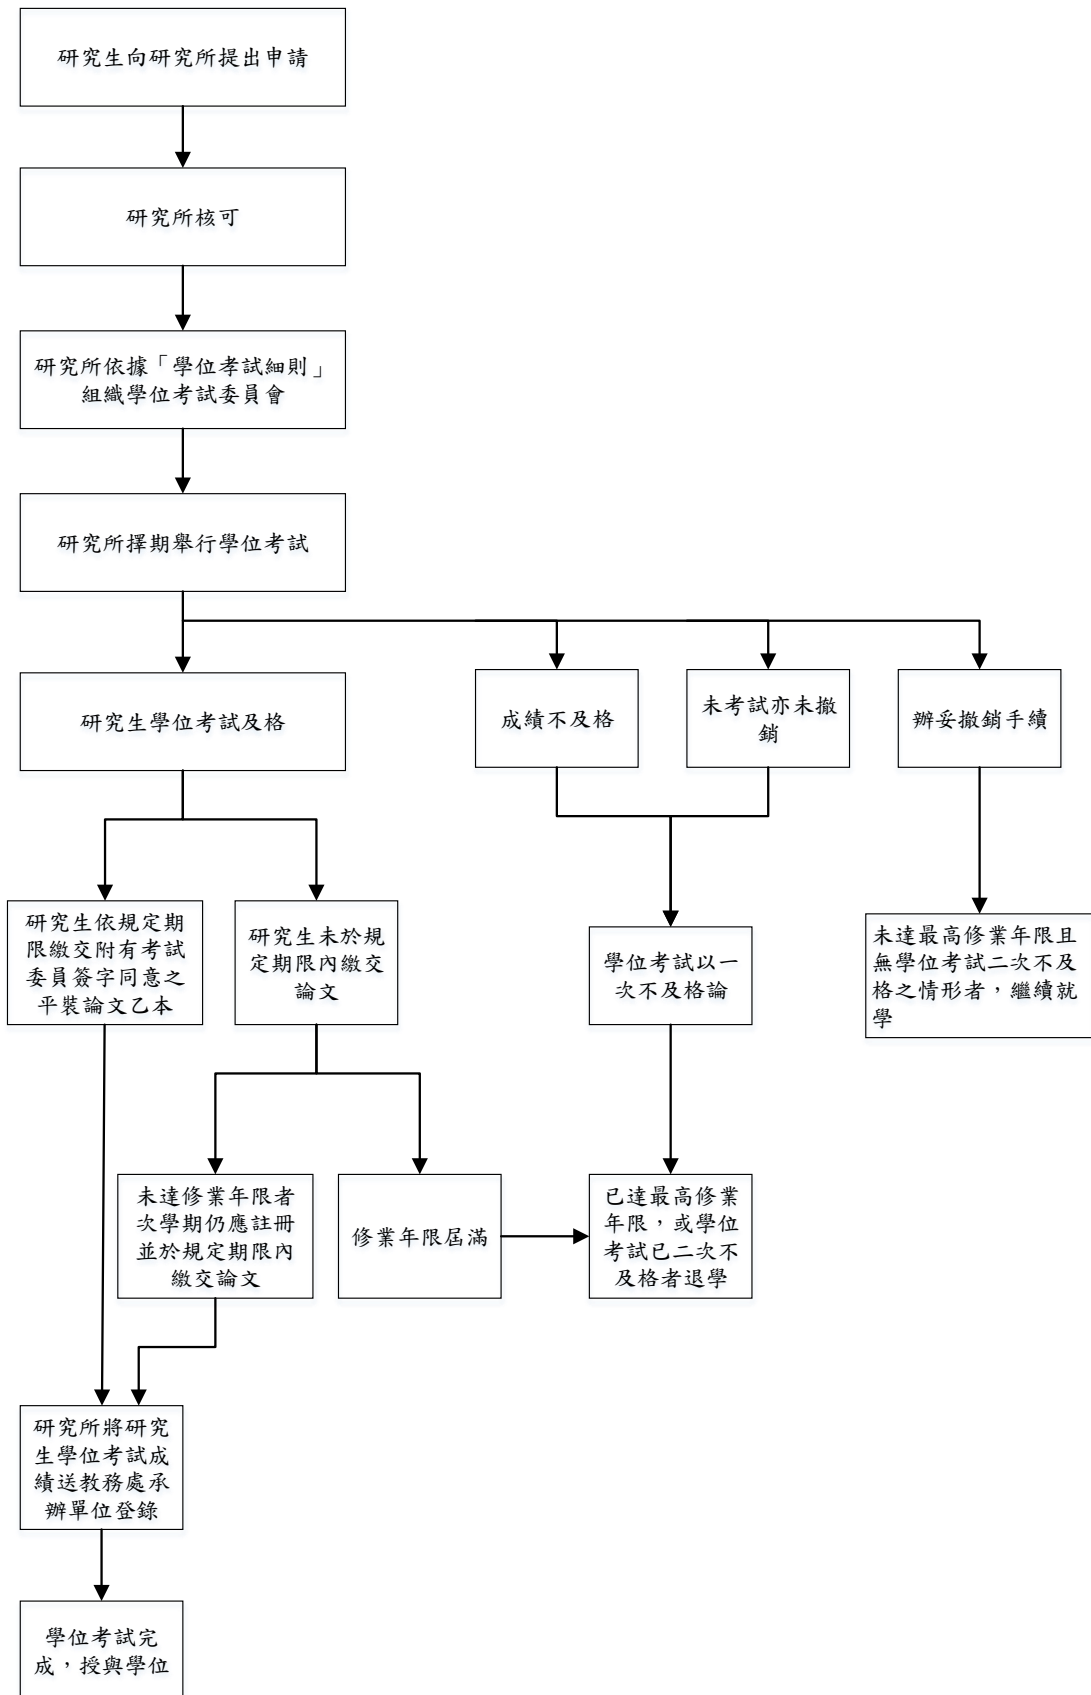 研究生向研究所提出申請
研究所核可
研究所依據「學位孝試細則」
組織學位考試委員會
研究所擇期舉行學位考試
研究生學位考試及格
成績不及格
未考試亦未撤
銷
辦妥撤銷手續
研究生依規定期
限繳交附有考試
委員簽字同意之
平裝論文乙本
研究生未於規
定期限內繳交
論文
學位考試以一
次不及格論
未達最高修業年限且
無學位考試二次不及
格之情形者，繼續就
學
未達修業年限者
次學期仍應註冊
並於規定期限內
繳交論文
修業年限屆滿
已達最高修業
年限，或學位
考試已二次不
及格者退學
研究所將研究
生學位考試成
績送教務處承
辦單位登錄
學位考試完
成，授與學位